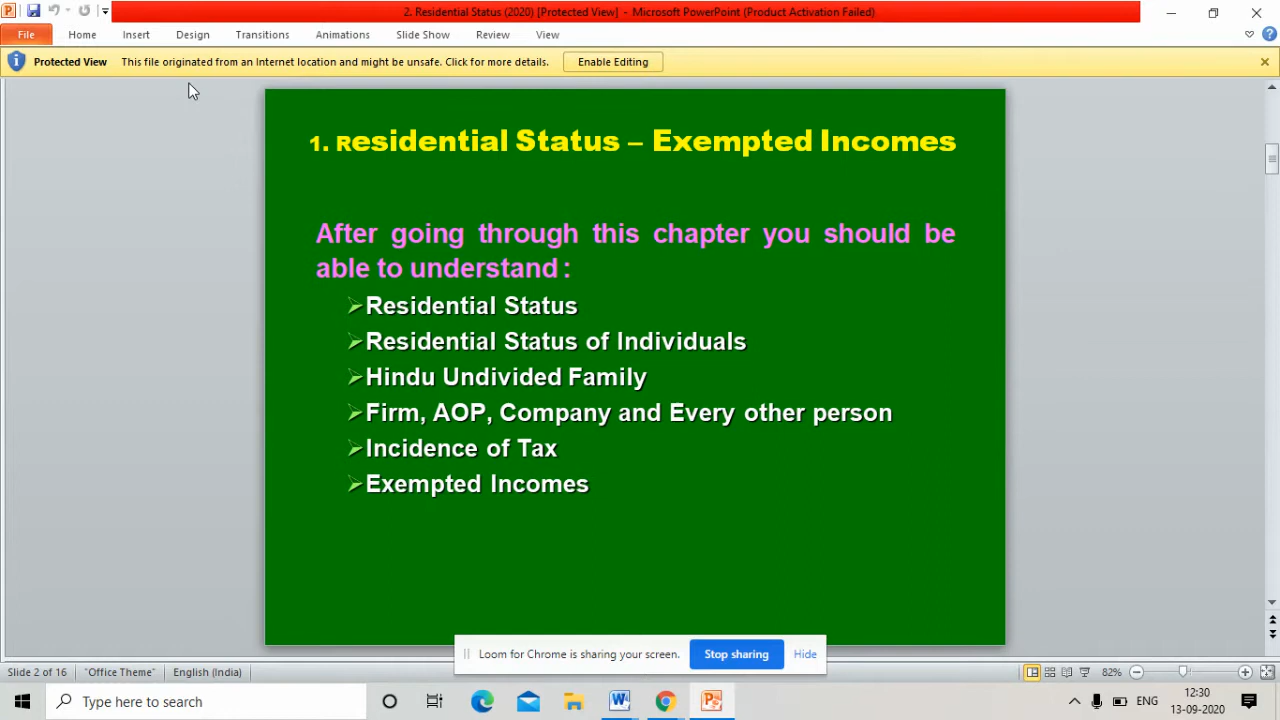 2. Residential Status (2020) [Protected View] - Microsoft PowerPoint (Product Activation Failed)
File Home Insert Design Transitions Animations Slide Show Review View
Protected View This file originated from an Internet location and might be unsafe. Click for more details. Enable Editing
1. Residential Status – Exempted Incomes
After going through this chapter you should be
able to understand :
Residential Status
Residential Status of Individuals
Hindu Undivided Family
Firm, AOP, Company and Every other person
Incidence of Tax
Exempted Incomes
Loom for Chrome is sharing your screen. Stop sharing Hide
Slide 2 of 16 "Office Theme" English (India) 82%
Type here to search
ENG
12:30
13-09-2020